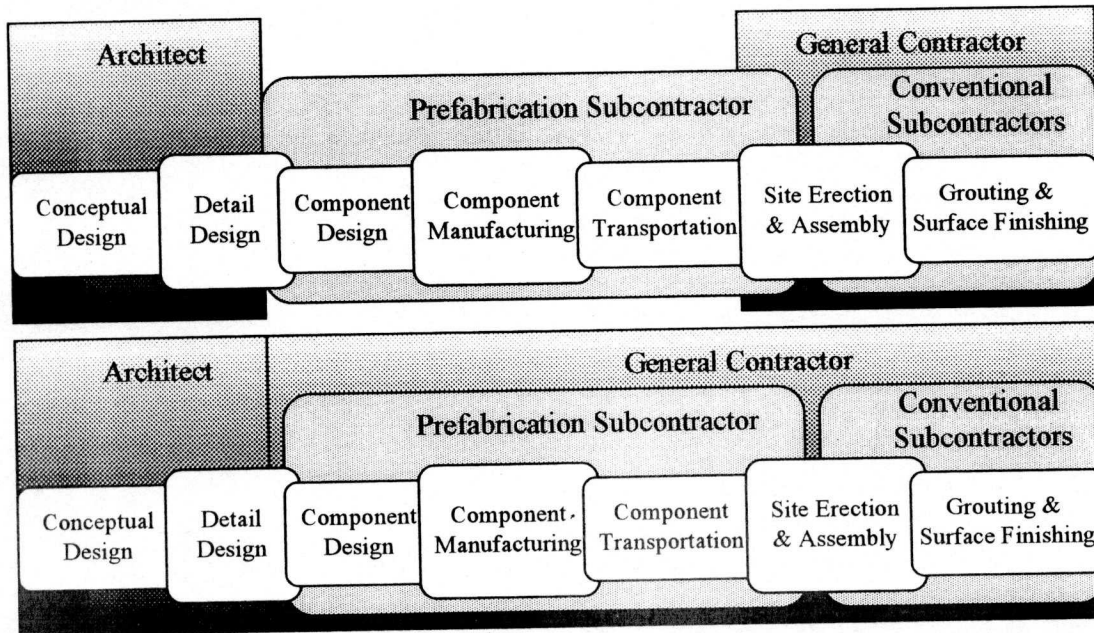 Architect
General Contractor
Prefabrication Subcontractor
Conventional
Subcontractors
Conceptual
Design
Detail
Design
Component
Design
Component
Manufacturing
Component
Transportation
Site Erection
& Assembly
Grouting &
Surface Finishing
Architect
General Contractor
Prefabrication Subcontractor
Conventional
Subcontractors
Conceptual
Design
Detail
Design
Component
Design
Component
Manufacturing
Component
Transportation
Site Erection
& Assembly
Grouting &
Surface Finishing